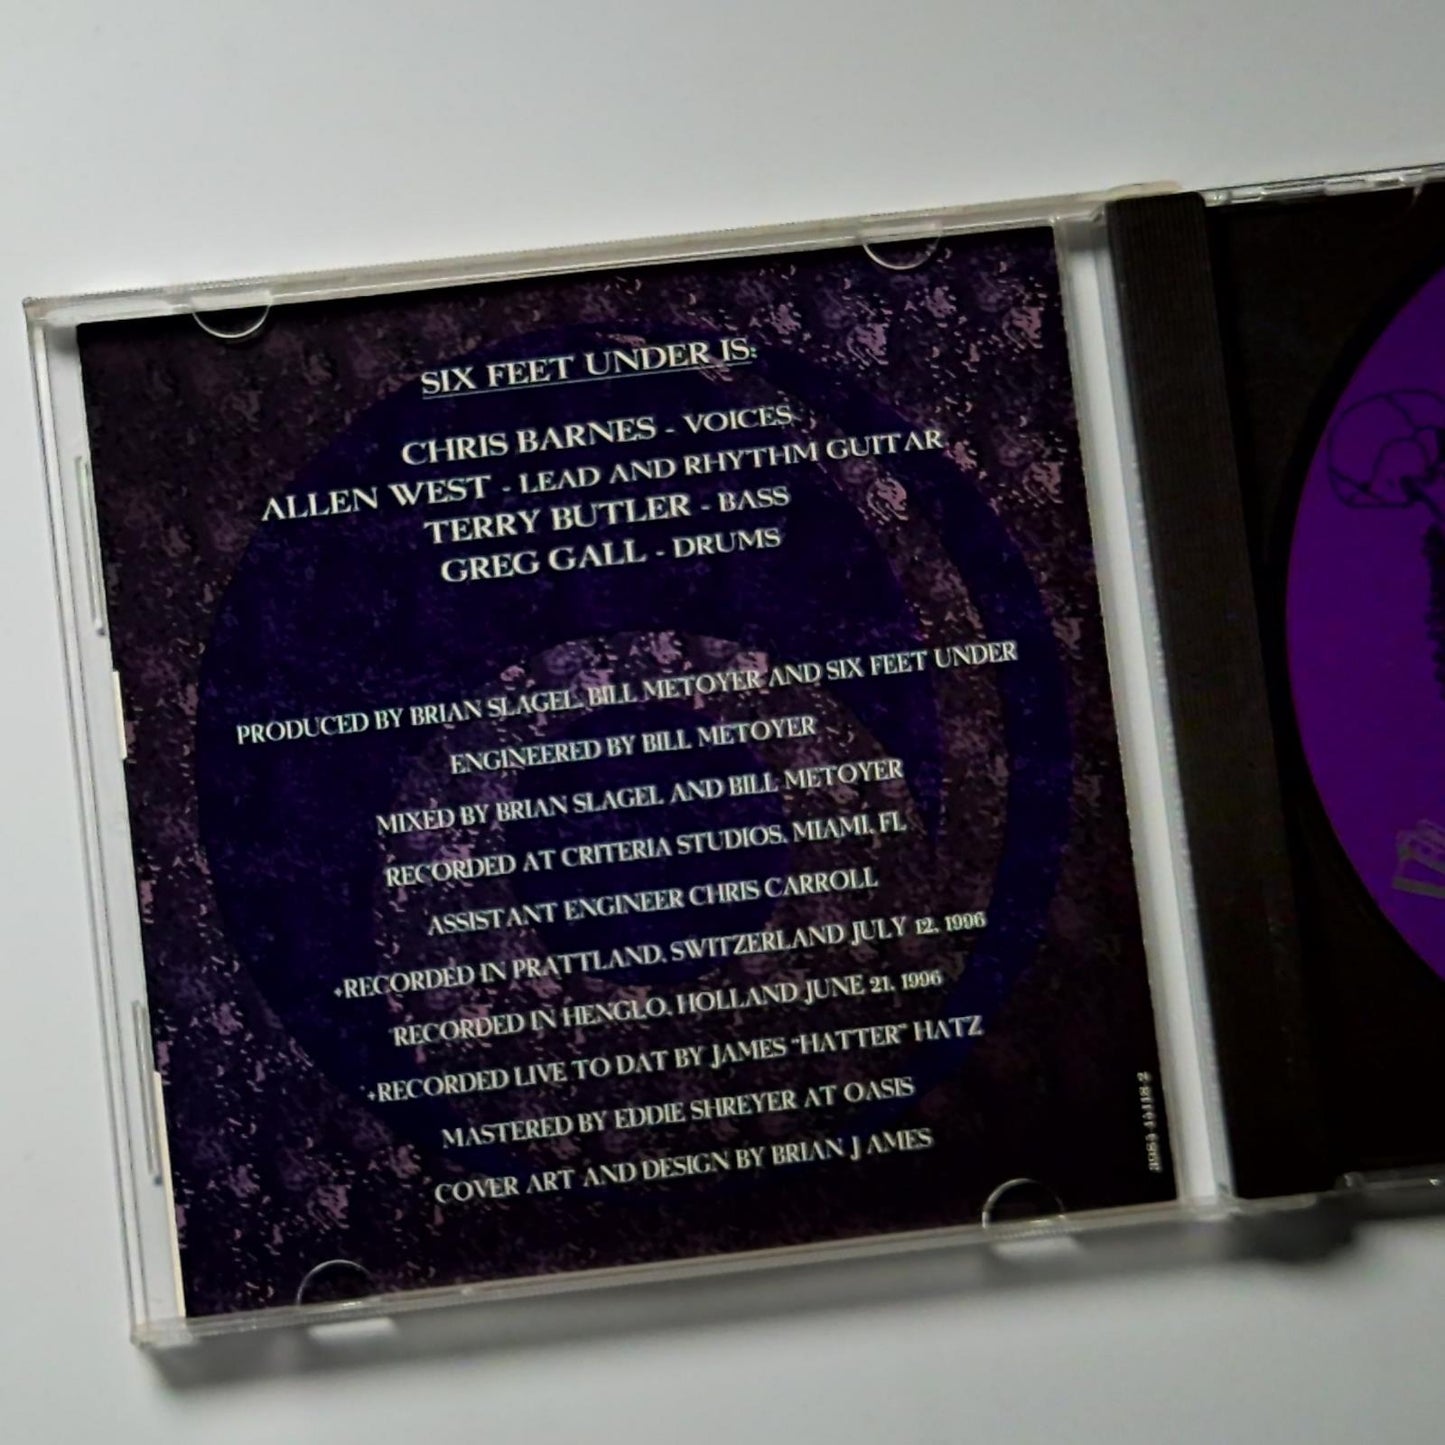 SIX FEET UNDER IS:
CHRIS BARNES - VOICES
ALLEN WEST - LEAD AND RHYTHM GUITAR
TERRY BUTLER - BASS
GREG GALL - DRUMS
PRODUCED BY BRIAN SLAGEL, BILL METOYER AND SIX FEET UNDER
ENGINEERED BY BILL METOYER
MIXED BY BRIAN SLAGEL AND BILL METOYER
RECORDED AT CRITERIA STUDIOS, MIAMI, FL
ASSISTANT ENGINEER CHRIS CARROLL
+RECORDED IN PRATTLAND, SWITZERLAND JULY 12, 1996
RECORDED IN HENGLO, HOLLAND JUNE 21, 1996
+RECORDED LIVE TO DAT BY JAMES "HATTER" HATZ
MASTERED BY EDDIE SHREYER AT OASIS
COVER ART AND DESIGN BY BRIAN J AMES